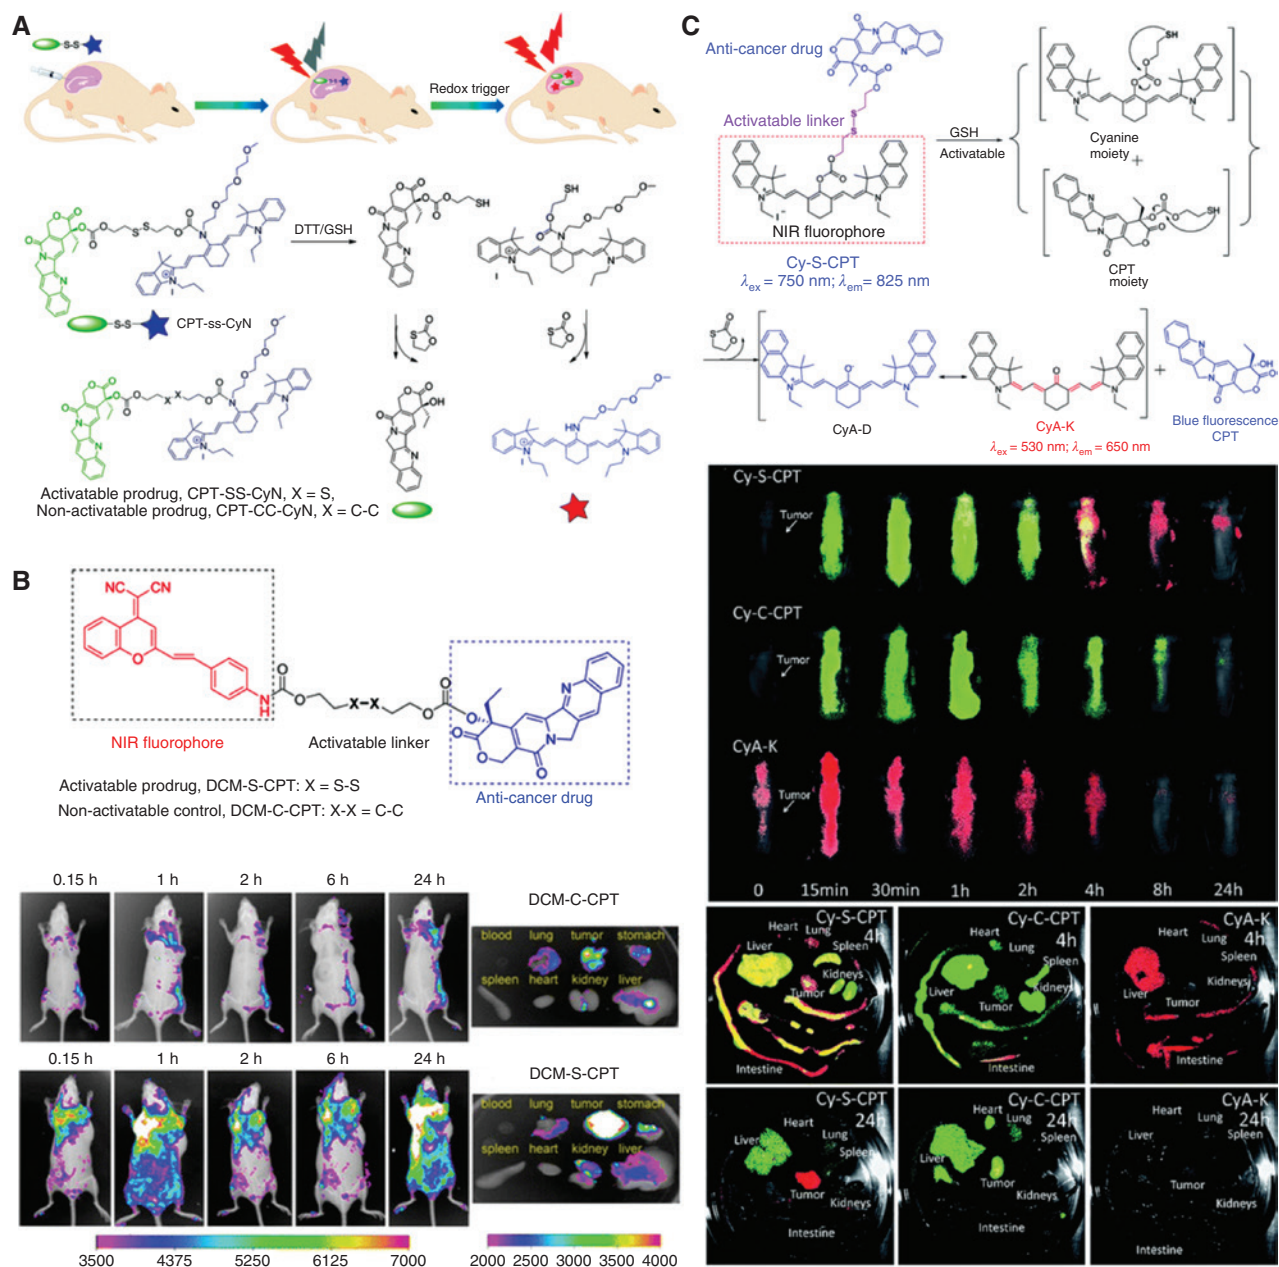 A
S-S
Redox trigger
DTT/GSH
S-S
CPT-ss-CyN
Activatable prodrug, CPT-SS-CyN, X = S,
Non-activatable prodrug, CPT-CC-CyN, X = C-C
B
NC
CN
O
N
H
O
O
X–X
O
O
O
N
N
O
O
O
NIR fluorophore
Activatable linker
Activatable prodrug, DCM-S-CPT: X = S-S
Non-activatable control, DCM-C-CPT: X-X = C-C
Anti-cancer drug
0.15 h 1 h 2 h 6 h 24 h
DCM-C-CPT
blood lung tumor stomach
spleen heart kidney liver
0.15 h 1 h 2 h 6 h 24 h
DCM-S-CPT
blood lung tumor stomach
spleen heart kidney liver
3500 4375 5250 6125 7000
2000 2500 3000 3500 4000
C
Anti-cancer drug
Activatable linker
NIR fluorophore
Cy-S-CPT
λex = 750 nm; λem= 825 nm
GSH
Activatable
SH
Cyanine
moiety
+
SH
CPT
moiety
CyA-D
CyA-K
λex = 530 nm; λem = 650 nm
+
Blue fluorescence
CPT
Cy-S-CPT
Tumor
Cy-C-CPT
Tumor
CyA-K
Tumor
0 15min 30min 1h 2h 4h 8h 24h
Cy-S-CPT
4h
Heart
Lung
Liver
Spleen
Kidneys
Tumor
Intestine
Cy-C-CPT
4h
Heart
Lung
Spleen
Liver
Kidneys
Tumor
Intestine
CyA-K
4h
Heart
Lung
Spleen
Liver
Kidneys
Tumor
Intestine
Cy-S-CPT
24h
Heart
Lung
Liver
Spleen
Tumor
Kidneys
Intestine
Cy-C-CPT
24h
Heart
Lung
Spleen
Liver
Tumor
Kidneys
Intestine
CyA-K
24h
Heart
Lung
Spleen
Liver
Tumor
Kidneys
Intestine